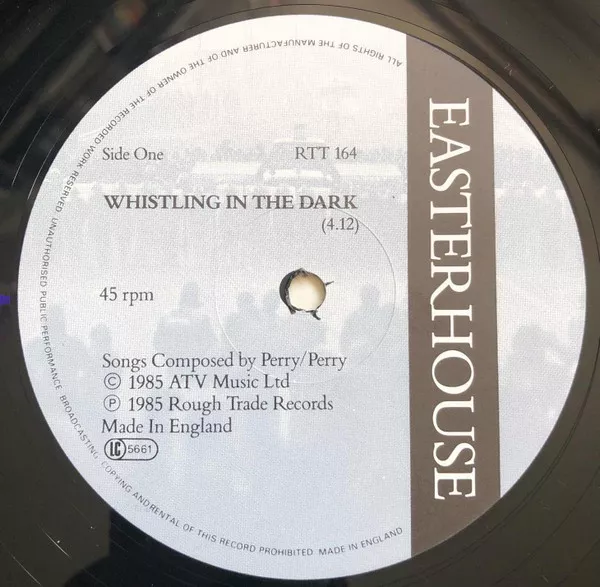 ALL RIGHTS OF THE MANUFACTURER AND OF THE OWNER OF THE RECORDED WORK RESERVED UNAUTHORISED PUBLIC PERFORMANCE BROADCASTING COPYING AND RENTAL OF THIS RECORD PROHIBITED MADE IN ENGLAND
Side One RTT 164
WHISTLING IN THE DARK
(4.12)
45 rpm
Songs Composed by Perry/Perry
© 1985 ATV Music Ltd
℗ 1985 Rough Trade Records
Made In England
LC 5661
EASTERHOUSE